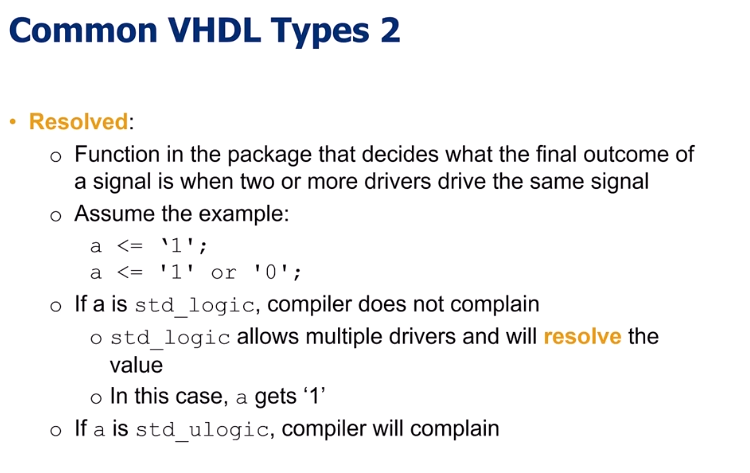 Common VHDL Types 2
• Resolved:
o Function in the package that decides what the final outcome of
a signal is when two or more drivers drive the same signal
o Assume the example:
a <= ‘1';
a <= '1' or '0';
o If a is std_logic, compiler does not complain
o std_logic allows multiple drivers and will resolve the
value
o In this case, a gets ‘1’
o If a is std_ulogic, compiler will complain